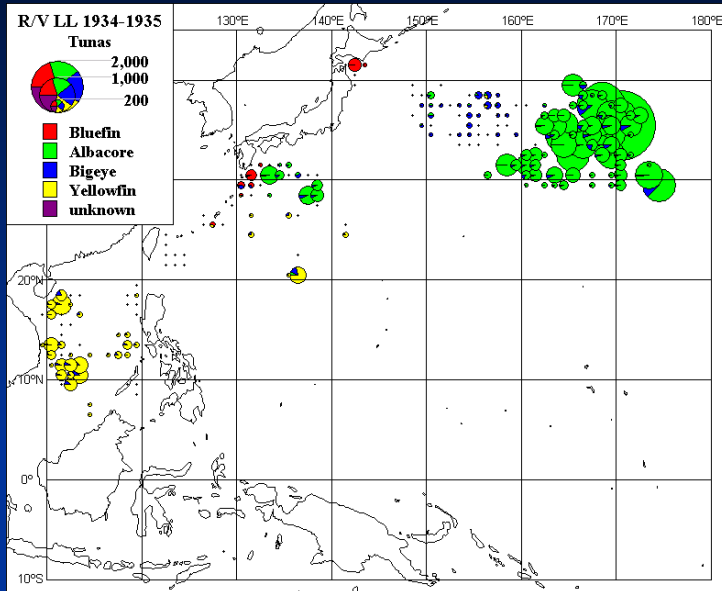 R/V LL 1934-1935
Tunas
2,000
1,000
200
Bluefin
Albacore
Bigeye
Yellowfin
unknown
130°E 140°E 150°E 160°E 170°E 180°
20°N
10°N
0°
10°S